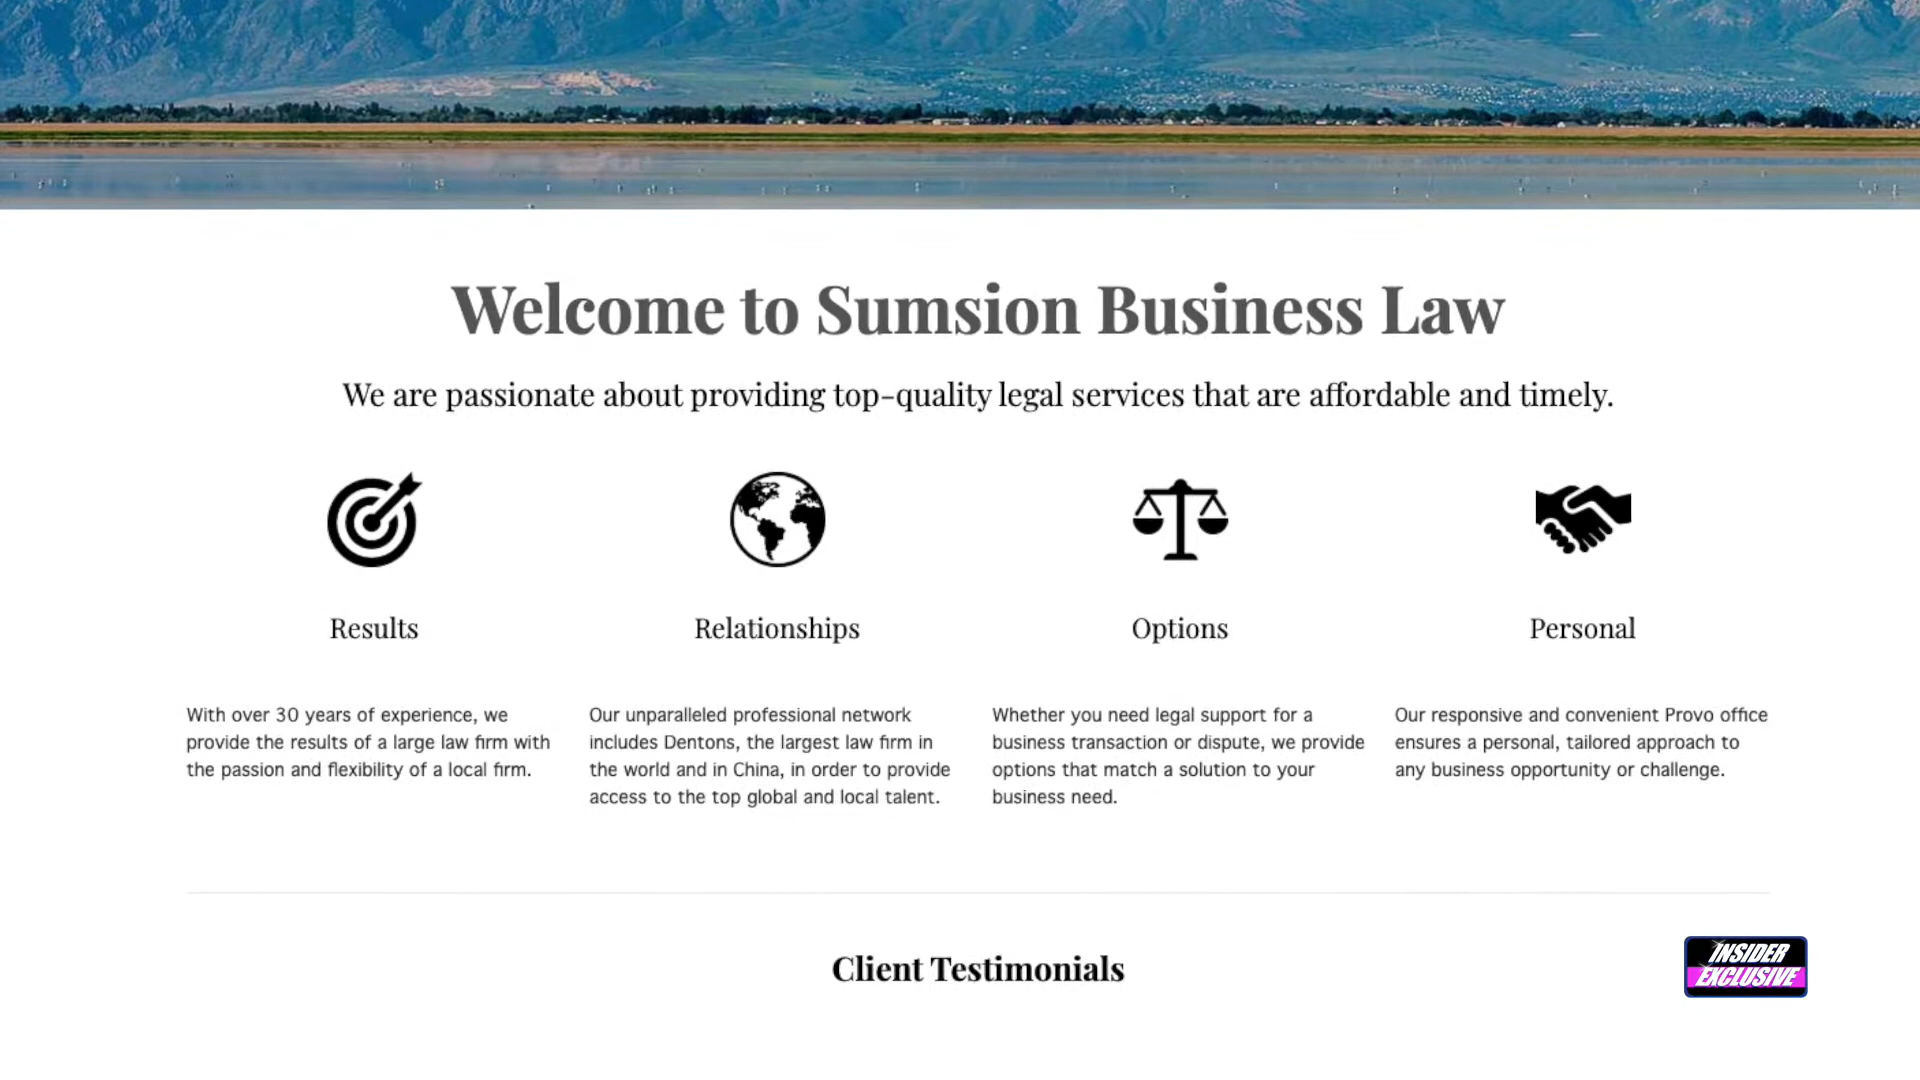 Welcome to Sumsion Business Law
We are passionate about providing top-quality legal services that are affordable and timely.
Results
With over 30 years of experience, we
provide the results of a large law firm with
the passion and flexibility of a local firm.
Relationships
Our unparalleled professional network
includes Dentons, the largest law firm in
the world and in China, in order to provide
access to the top global and local talent.
Options
Whether you need legal support for a
business transaction or dispute, we provide
options that match a solution to your
business need.
Personal
Our responsive and convenient Provo office
ensures a personal, tailored approach to
any business opportunity or challenge.
Client Testimonials
INSIDER
EXCLUSIVE